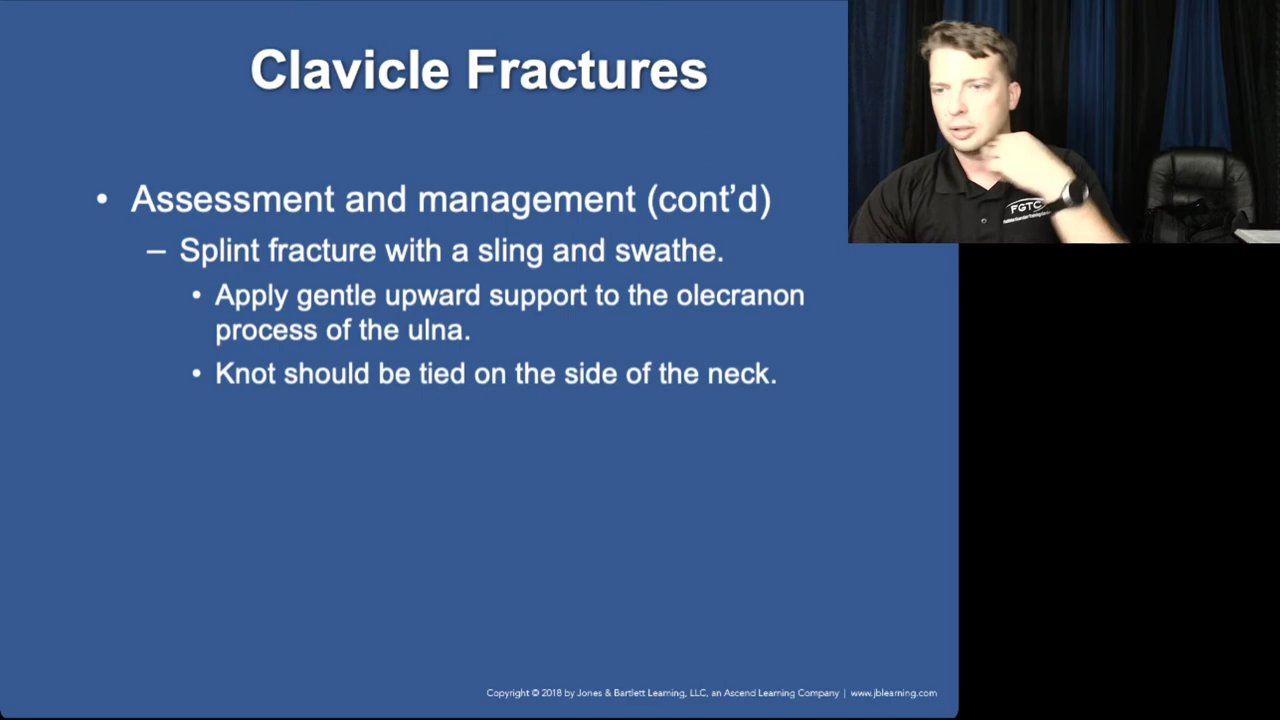 Clavicle Fractures
• Assessment and management (cont’d)
– Splint fracture with a sling and swathe.
• Apply gentle upward support to the olecranon
process of the ulna.
• Knot should be tied on the side of the neck.
FGTC
Copyright © 2018 by Jones & Bartlett Learning, LLC, an Ascend Learning Company | www.jblearning.com